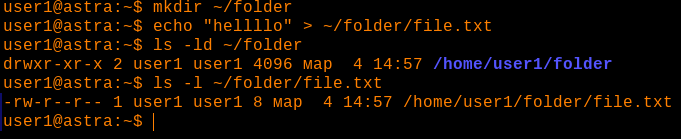 user1@astra:~$ mkdir ~/folder
user1@astra:~$ echo "hellllo" > ~/folder/file.txt
user1@astra:~$ ls -ld ~/folder
drwxr-xr-x 2 user1 user1 4096 мар  4 14:57 /home/user1/folder
user1@astra:~$ ls -l ~/folder/file.txt
-rw-r--r-- 1 user1 user1 8 мар  4 14:57 /home/user1/folder/file.txt
user1@astra:~$